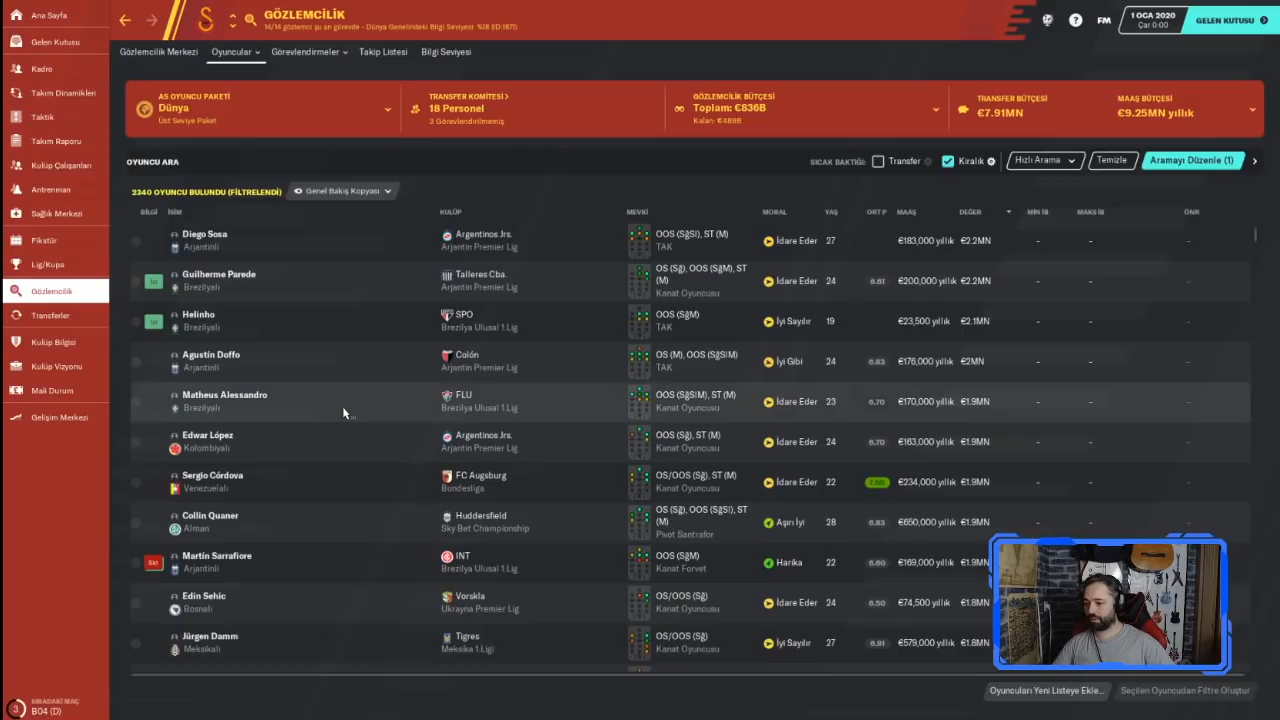 Ana Sayfa
Gelen Kutusu
Kadro
Takım Dinamikleri
Taktik
Takım Raporu
Kulüp Çalışanları
Antrenman
Sağlık Merkezi
Fikstür
Lig/Kupa
Gözlemcilik
Transferler
Kulüp Bilgisi
Kulüp Vizyonu
Mali Durum
Gelişim Merkezi
3 SIRADAKİ MAÇ
B04 (D)
GÖZLEMCİLİK
14/14 gözlemci şu an görevde - Dünya Genelindeki Bilgi Seviyesi: %18 (ID:1871)
FM
1 OCA 2020
Çar 0:00
GELEN KUTUSU
Gözlemcilik Merkezi Oyuncular Görevlendirmeler Takip Listesi Bilgi Seviyesi
AS OYUNCU PAKETİ
Dünya
Üst Seviye Paket
TRANSFER KOMİTESİ
18 Personel
3 Görevlendirilmemiş
GÖZLEMCİLİK BÜTÇESİ
Toplam: €836B
Kalan: €488B
TRANSFER BÜTÇESİ
€7.91MN
MAAŞ BÜTÇESİ
€9.25MN yıllık
OYUNCU ARA
SICAK BAKTIĞI: Transfer Kiralık Hızlı Arama Temizle Aramayı Düzenle (1)
2340 OYUNCU BULUNDU (FİLTRELENDİ) Genel Bakış Kopyası
BİLGİ İSİM KULÜP MEVKİ MORAL YAŞ ORT P MAAŞ DEĞER MİN İB MAKS İB ÖNR
Diego Sosa Argentinos Jrs. OOS (SğSl), ST (M) İdare Eder 27 €183,000 yıllık €2.2MN - - -
Arjantinli Arjantin Premier Lig TAK
Guilherme Parede Talleres Cba. OS (Sğ), OOS (SğM), ST
(M) İdare Eder 24 6.61 €200,000 yıllık €2.2MN - - -
Brezilyalı Arjantin Premier Lig Kanat Oyuncusu
Helinho SPO OOS (SğM) İyi Sayılır 19 €23,500 yıllık €2.1MN - - -
Brezilyalı Brezilya Ulusal 1.Lig TAK
Agustín Doffo Colón OS (M), OOS (SğSlM) İyi Gibi 24 6.83 €176,000 yıllık €2MN - - -
Arjantinli Arjantin Premier Lig TAK
Matheus Alessandro FLU OOS (SğSlM), ST (M) İdare Eder 23 6.70 €170,000 yıllık €1.9MN - - -
Brezilyalı Brezilya Ulusal 1.Lig Kanat Oyuncusu
Edwar López Argentinos Jrs. OOS (Sğ), ST (M) İdare Eder 24 6.70 €163,000 yıllık €1.9MN - - -
Kolombiyalı Arjantin Premier Lig Kanat Oyuncusu
Sergio Córdova FC Augsburg OS/OOS (Sğ), ST (M) İdare Eder 22 €234,000 yıllık €1.9MN - - -
Venezuelalı Bundesliga Kanat Oyuncusu
Collin Quaner Huddersfield OS (Sğ), OOS (SğSl), ST
(M) Aşırı İyi 28 6.83 €650,000 yıllık €1.9MN - - -
Alman Sky Bet Championship Pivot Santrafor
Martín Sarrafiore INT OOS (SğM) Harika 22 6.60 €169,000 yıllık €1.9MN
Arjantinli Brezilya Ulusal 1.Lig Kanat Forvet
Edin Sehic Vorskla OS/OOS (Sğ) İdare Eder 24 6.50 €74,500 yıllık €1.8MN
Bosnalı Ukrayna Premier Lig Kanat Oyuncusu
Jürgen Damm Tigres OS/OOS (Sğ) İyi Sayılır 27 6.91 €579,000 yıllık €1.8MN
Meksikalı Meksika 1.Ligi Kanat Oyuncusu
Oyuncuları Yeni Listeye Ekle... Seçilen Oyuncudan Filtre Oluştur